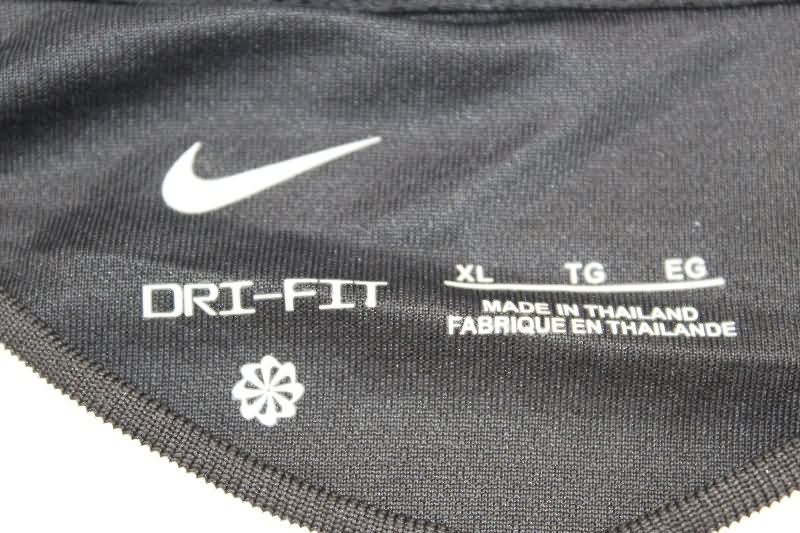 DRI-FIT
XL TG EG
MADE IN THAILAND
FABRIQUE EN THAILANDE